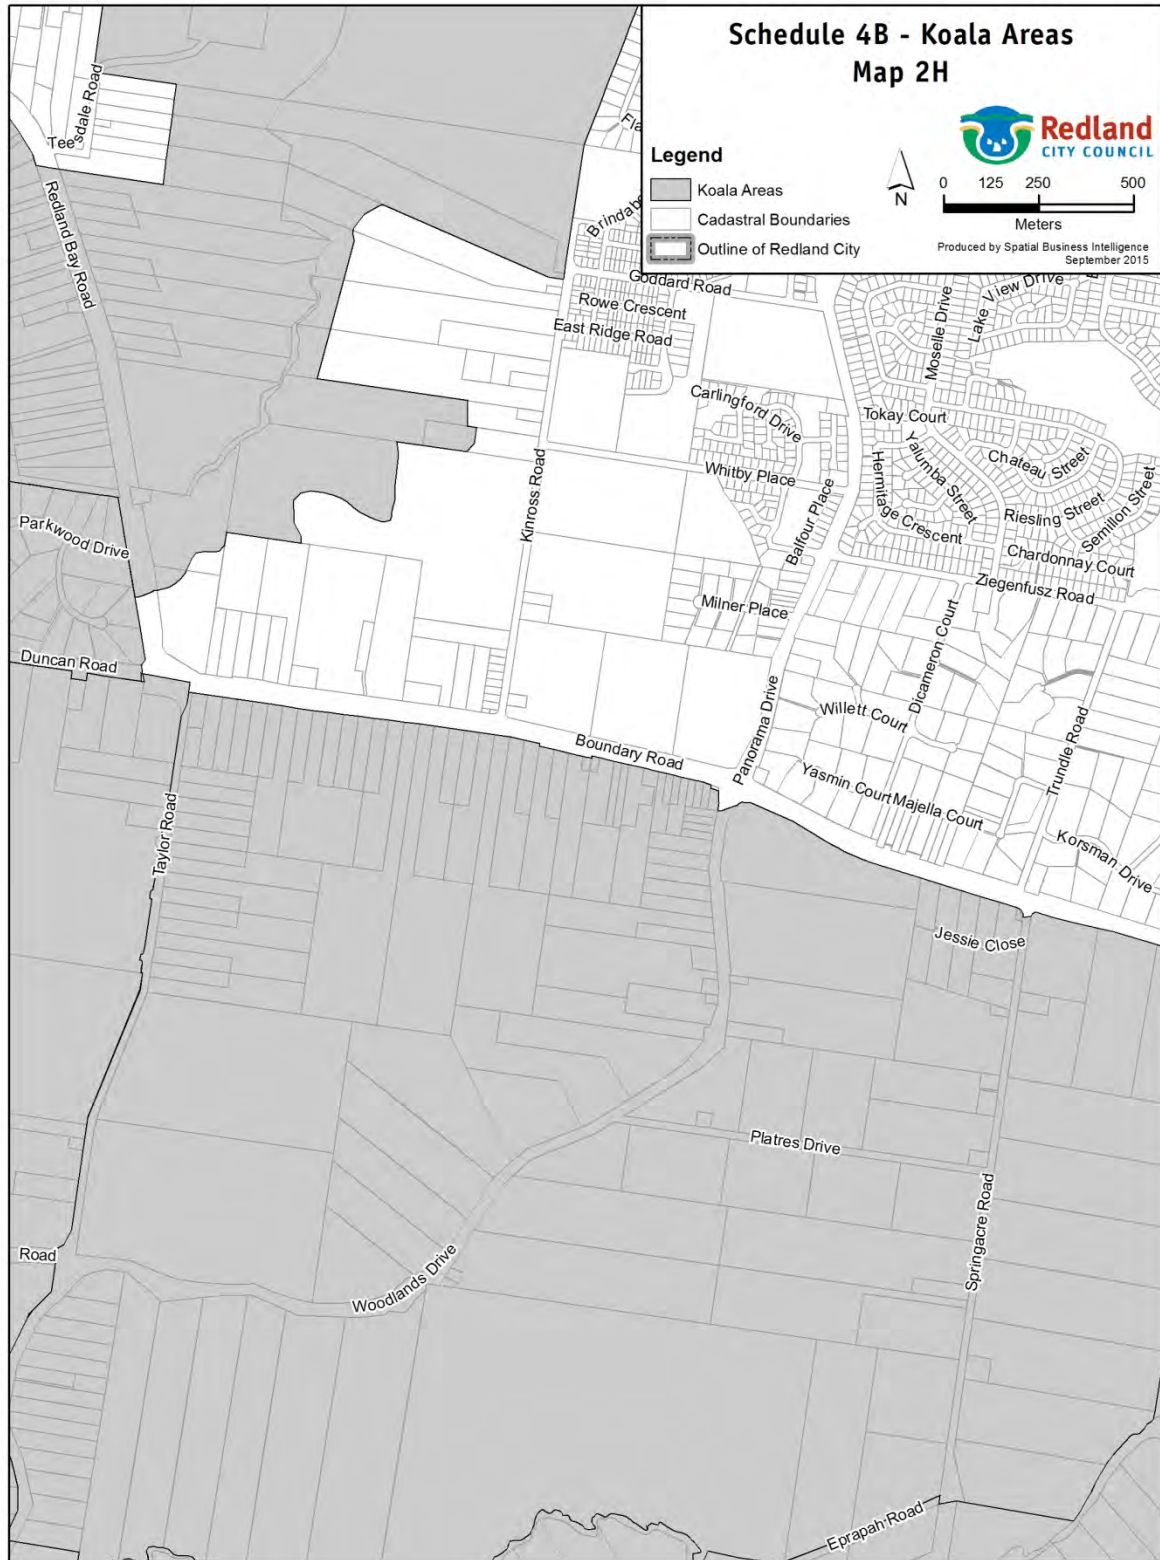 Schedule 4B - Koala Areas
Map 2H
Redland
CITY COUNCIL
Legend
Koala Areas
Cadastral Boundaries
Outline of Redland City
N
0 125 250 500
Meters
Produced by Spatial Business Intelligence
September 2015
Teesdale Road
Redland Bay Road
Goddard Road
Rowe Crescent
East Ridge Road
Lake View Drive
Moselle Drive
Carlingford Drive
Tokay Court
Yalumba Street
Chateau Street
Whitby Place
Hermitage Crescent
Riesling Street
Semillon Street
Kinross Road
Balfour Place
Parkwood Drive
Chardonnay Court
Ziegenfusz Road
Milner Place
Dicameron Court
Duncan Road
Willett Court
Panorama Drive
Trundle Road
Boundary Road
Yasmin Court
Majella Court
Taylor Road
Korsman Drive
Jessie Close
Platres Drive
Springacre Road
Road
Woodlands Drive
Eprapah Road